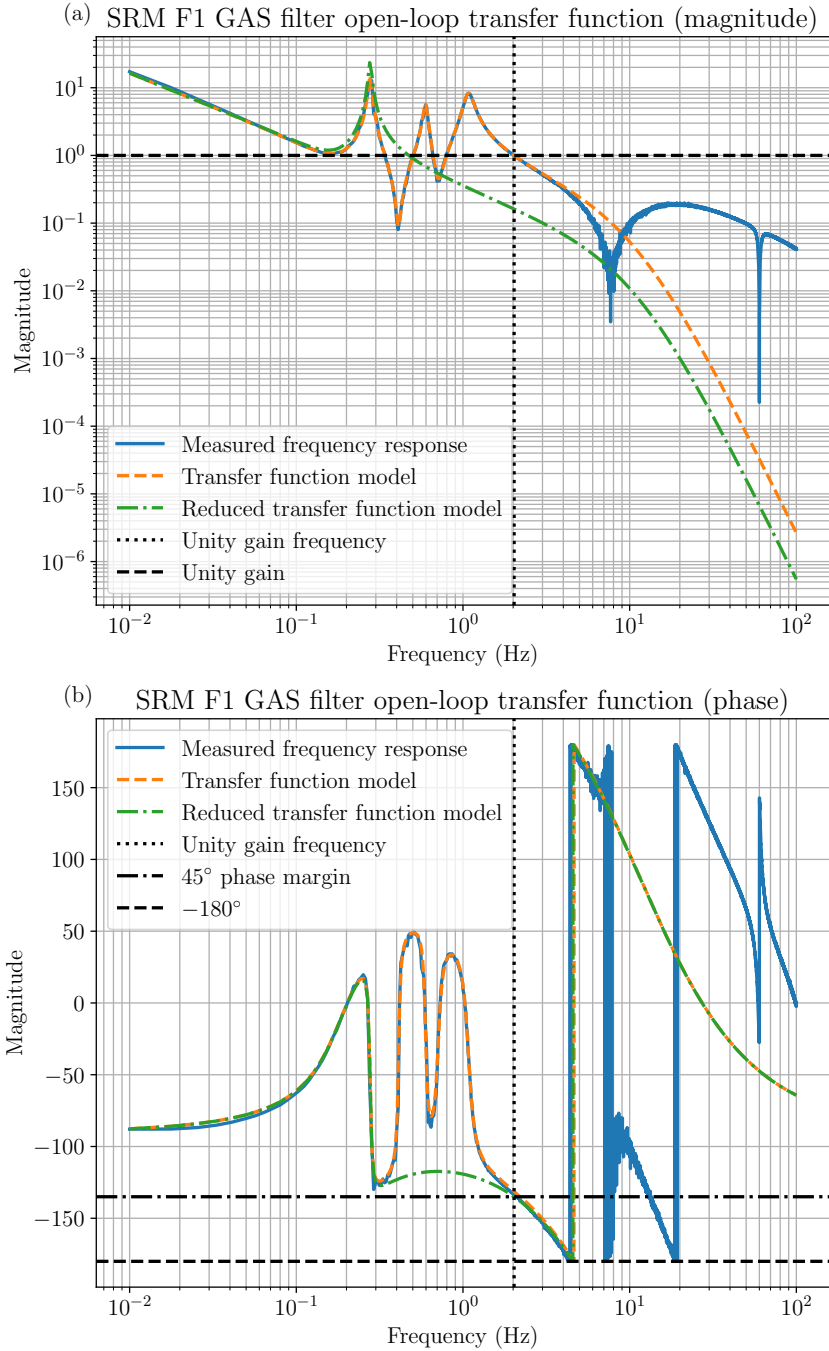 (a) SRM F1 GAS filter open-loop transfer function (magnitude)
10^1
10^0
10^−1
10^−2
10^−3
10^−4
10^−5
10^−6
Magnitude
Measured frequency response
Transfer function model
Reduced transfer function model
Unity gain frequency
Unity gain
10^−2 10^−1 10^0 10^1 10^2
Frequency (Hz)
(b) SRM F1 GAS filter open-loop transfer function (phase)
150
100
50
0
−50
−100
−150
Magnitude
Measured frequency response
Transfer function model
Reduced transfer function model
Unity gain frequency
45° phase margin
−180°
10^−2 10^−1 10^0 10^1 10^2
Frequency (Hz)